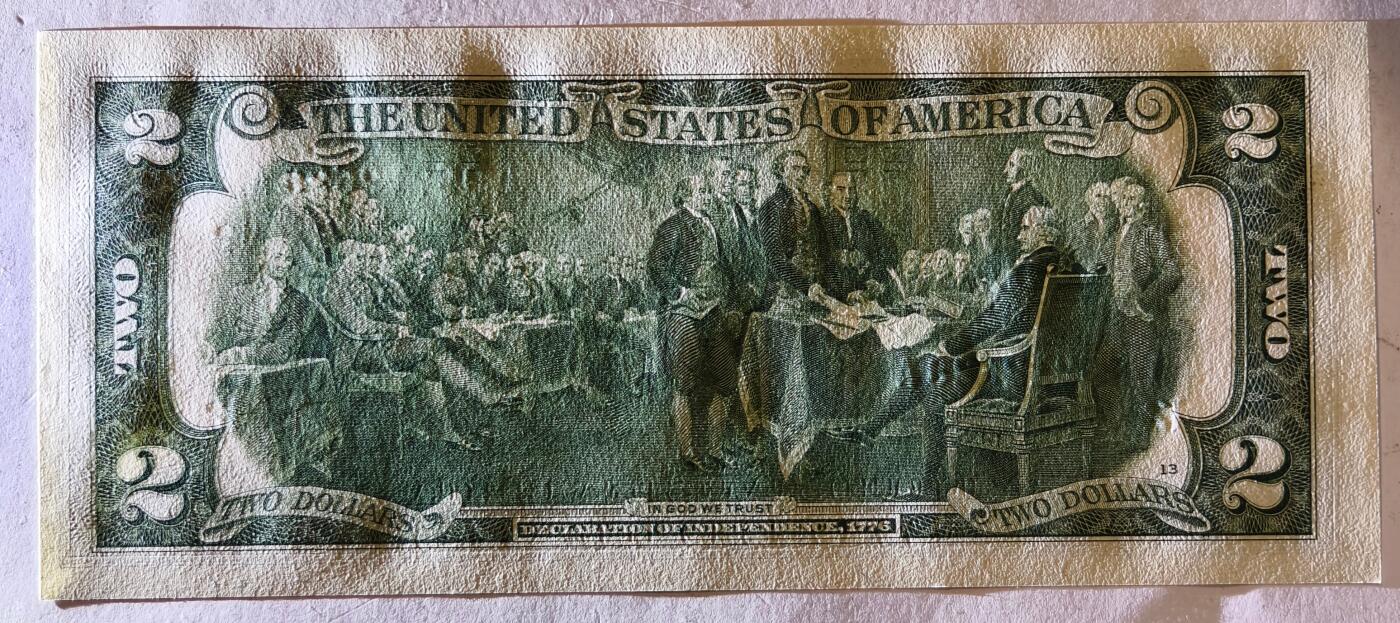 THE UNITED STATES OF AMERICA
2
2
TWO
TWO
2
2
13
TWO DOLLARS
IN GOD WE TRUST
TWO DOLLARS
DECLARATION OF INDEPENDENCE, 1776